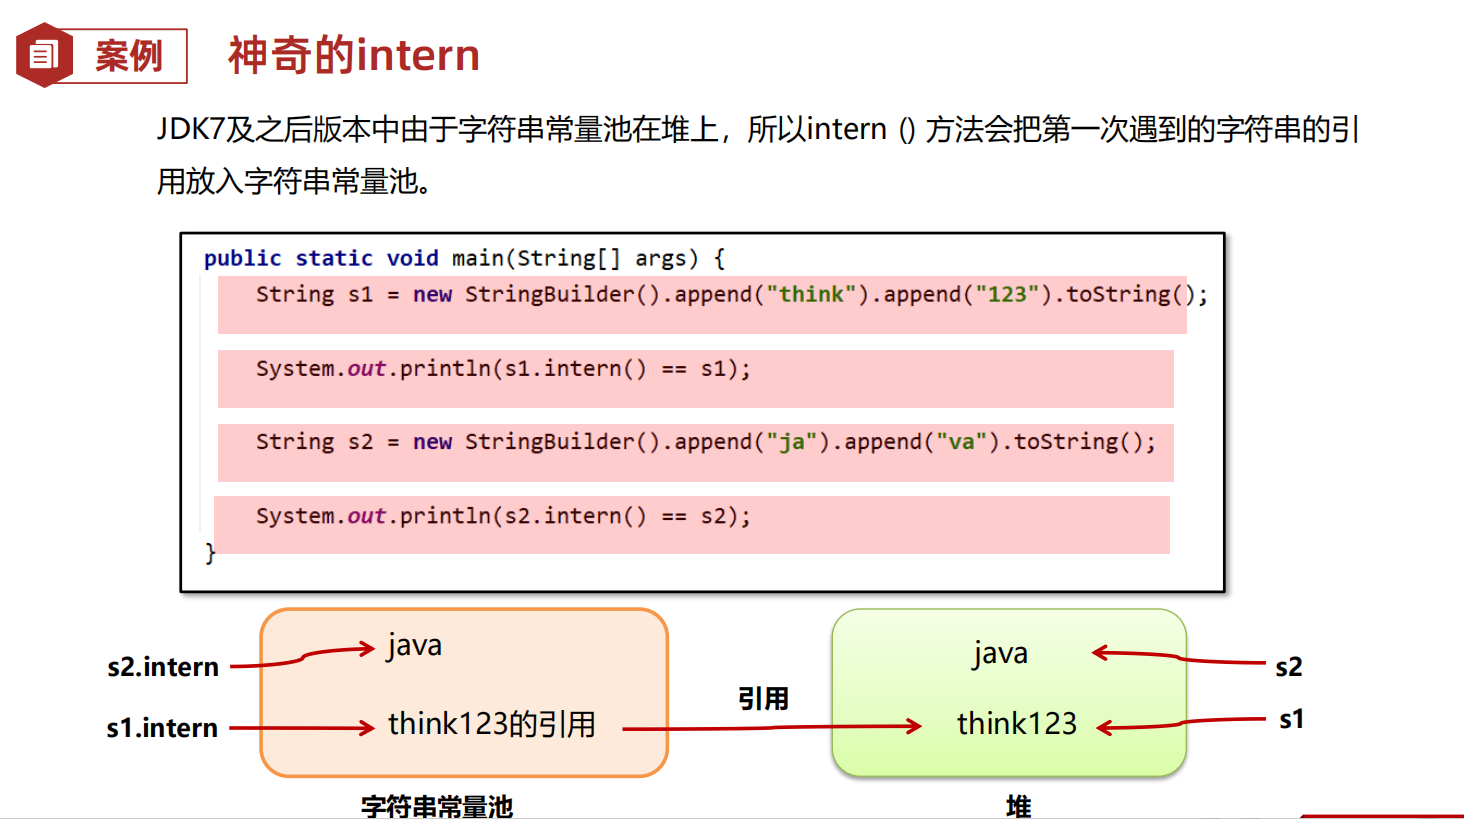 案例
神奇的intern
JDK7及之后版本中由于字符串常量池在堆上，所以intern () 方法会把第一次遇到的字符串的引
用放入字符串常量池。
public static void main(String[] args) {
String s1 = new StringBuilder().append("think").append("123").toString();
System.out.println(s1.intern() == s1);
String s2 = new StringBuilder().append("ja").append("va").toString();
System.out.println(s2.intern() == s2);
}
s2.intern
java
java
s2
s1.intern
think123的引用
引用
think123
s1
字符串常量池
堆